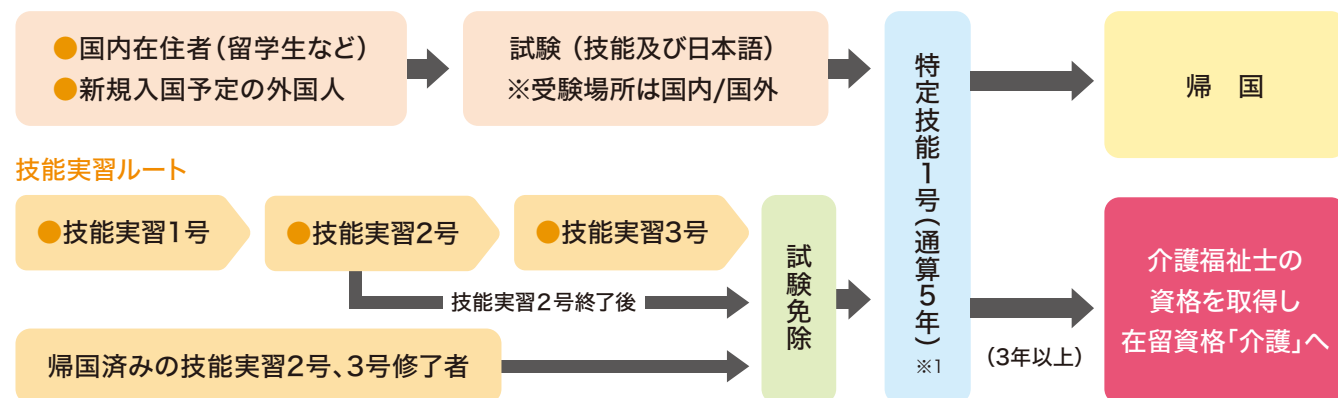 ●国内在住者(留学生など)
●新規入国予定の外国人
試験（技能及び日本語）
※受験場所は国内/国外
特定技能1号(通算5年)
※1
帰　国
技能実習ルート
●技能実習1号
●技能実習2号
●技能実習3号
技能実習2号終了後
試験免除
帰国済みの技能実習2号、3号修了者
(3年以上)
介護福祉士の
資格を取得し
在留資格「介護」へ